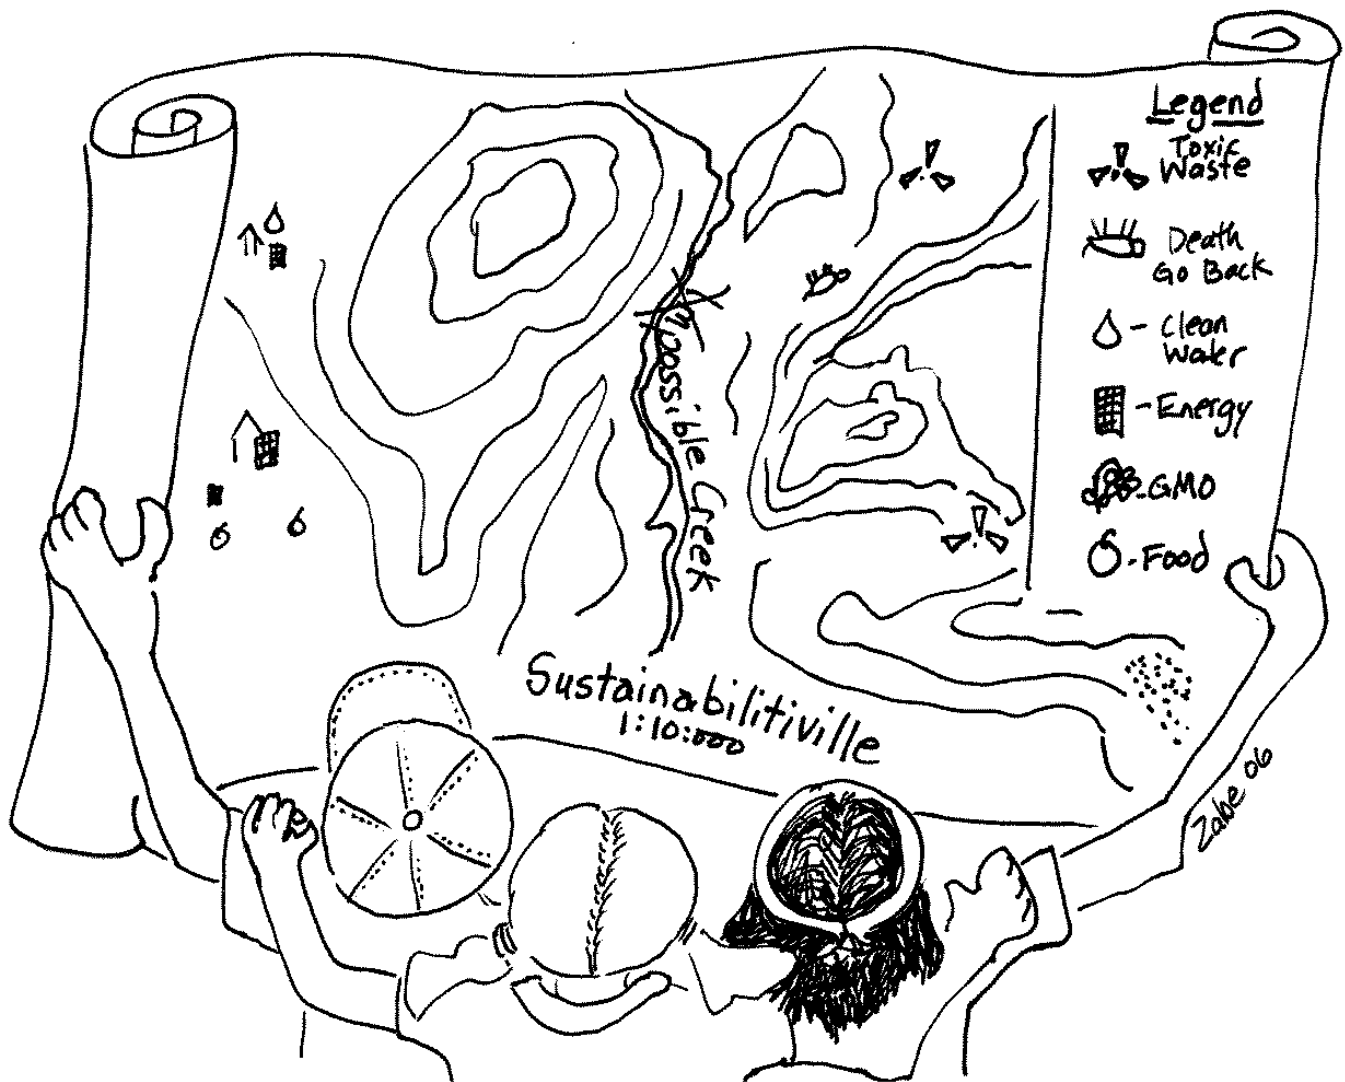 Legend
Toxic
Waste
Death
Go Back
- Clean
Water
- Energy
- GMO
- Food
Impossible Creek
Sustainabilitiville
1:10:000
Zabe 06